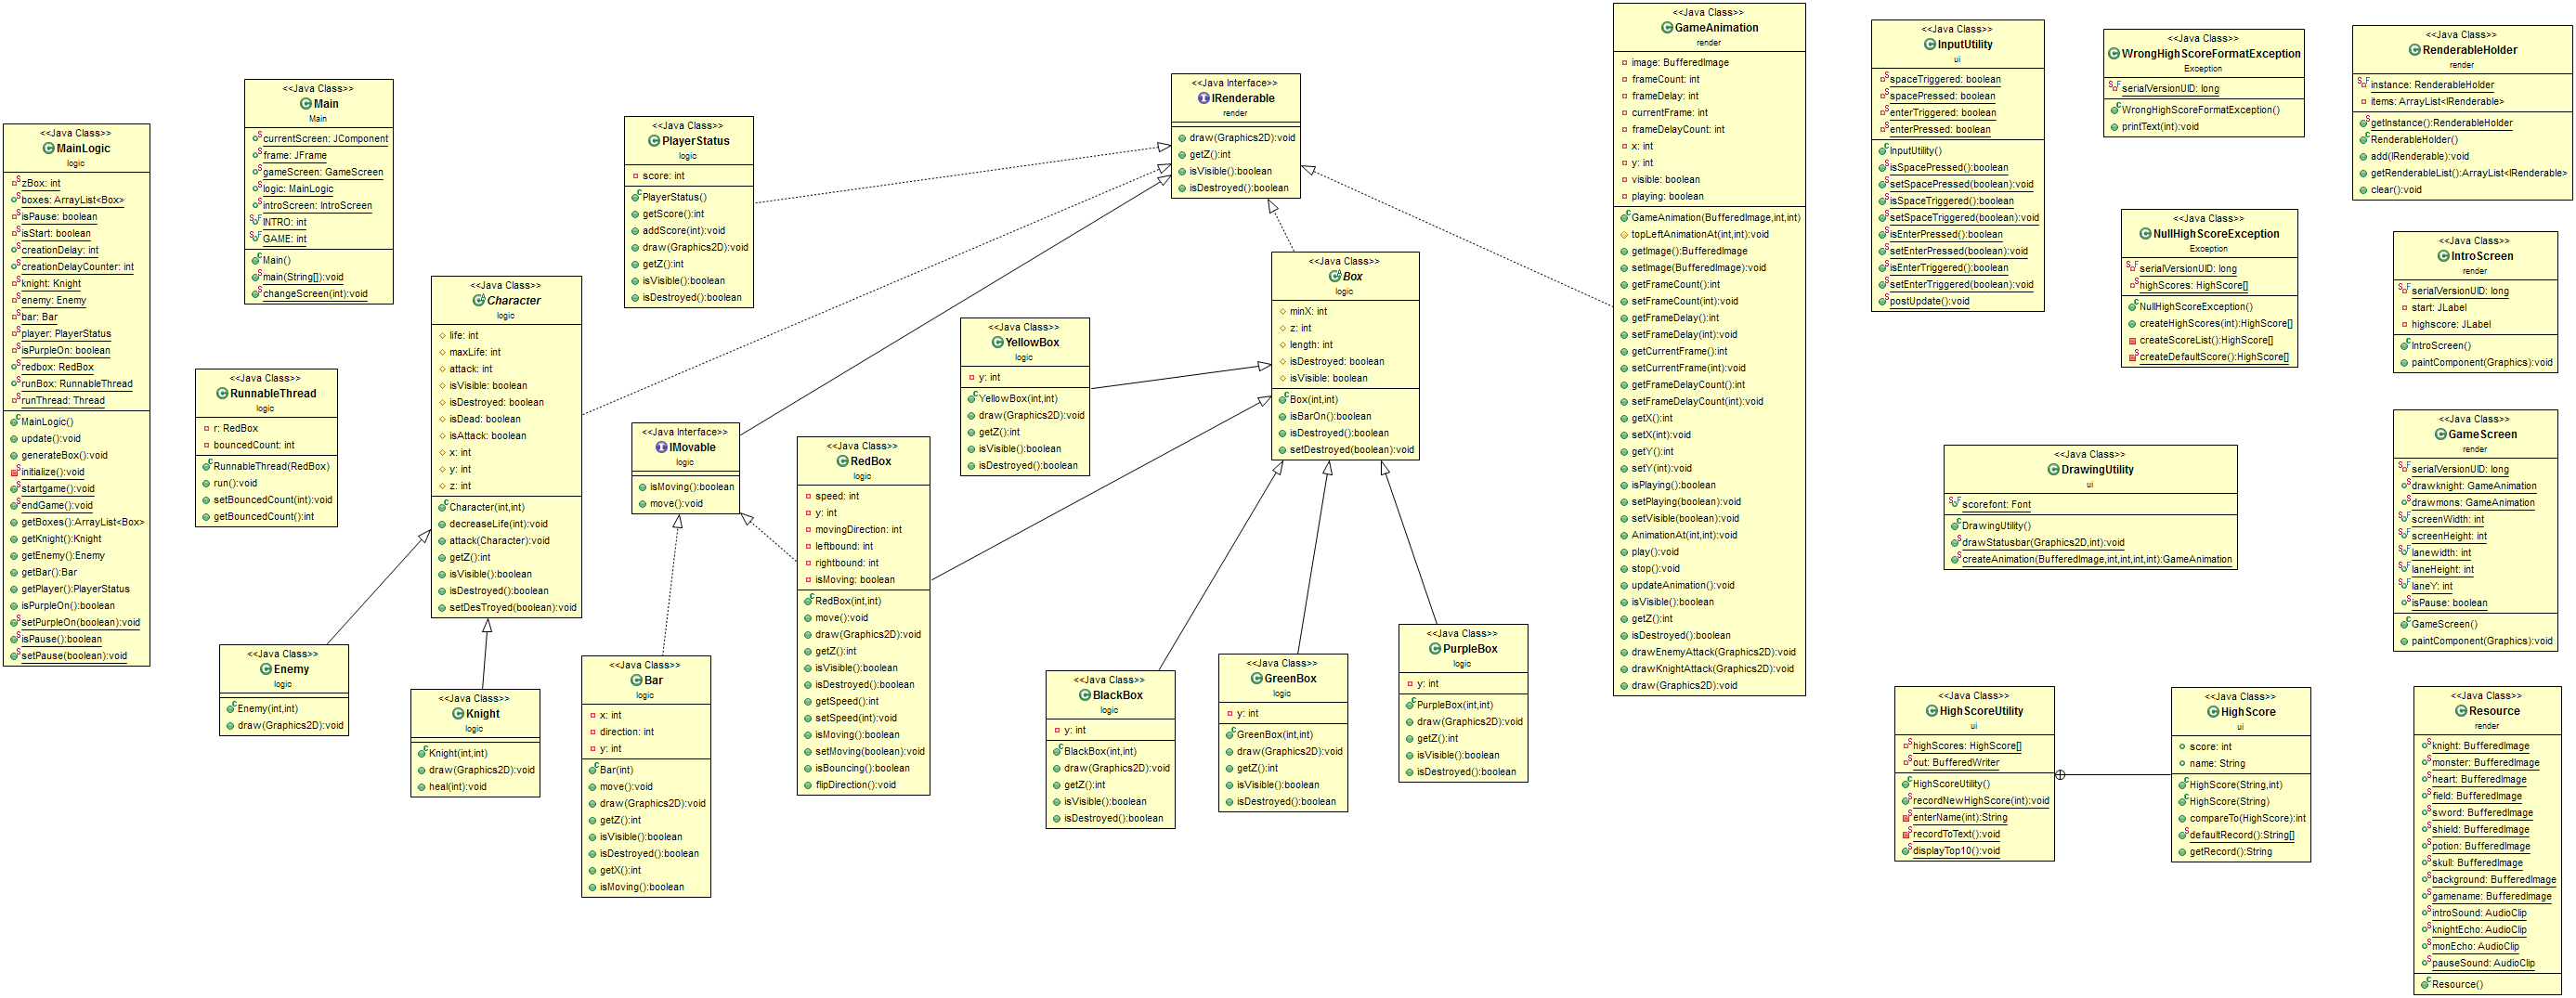 <<Java Class>>
MainLogic
logic
zBox: int
boxes: ArrayList<Box>
isPause: boolean
isStart: boolean
creationDelay: int
creationDelayCounter: int
knight: Knight
enemy: Enemy
bar: Bar
player: PlayerStatus
isPurpleOn: boolean
redbox: RedBox
runBox: RunnableThread
runThread: Thread
MainLogic()
update():void
generateBox():void
initialize():void
startgame():void
endGame():void
getBoxes():ArrayList<Box>
getKnight():Knight
getEnemy():Enemy
getBar():Bar
getPlayer():PlayerStatus
isPurpleOn():boolean
setPurpleOn(boolean):void
isPause():boolean
setPause(boolean):void
<<Java Class>>
Main
Main
currentScreen: JComponent
frame: JFrame
gameScreen: GameScreen
logic: MainLogic
introScreen: IntroScreen
INTRO: int
GAME: int
Main()
main(String[]):void
changeScreen(int):void
<<Java Class>>
RunnableThread
logic
r: RedBox
bouncedCount: int
RunnableThread(RedBox)
run():void
setBouncedCount(int):void
getBouncedCount():int
<<Java Class>>
Enemy
logic
Enemy(int,int)
draw(Graphics2D):void
<<Java Class>>
Character
logic
life: int
maxLife: int
attack: int
isVisible: boolean
isDestroyed: boolean
isDead: boolean
isAttack: boolean
x: int
y: int
z: int
Character(int,int)
decreaseLife(int):void
attack(Character):void
getZ():int
isVisible():boolean
isDestroyed():boolean
setDesTroyed(boolean):void
<<Java Class>>
Knight
logic
Knight(int,int)
draw(Graphics2D):void
heal(int):void
<<Java Class>>
PlayerStatus
logic
score: int
PlayerStatus()
getScore():int
addScore(int):void
draw(Graphics2D):void
getZ():int
isVisible():boolean
isDestroyed():boolean
<<Java Interface>>
IMovable
logic
isMoving():boolean
move():void
<<Java Class>>
Bar
logic
x: int
direction: int
y: int
Bar(int)
move():void
draw(Graphics2D):void
getZ():int
isVisible():boolean
isDestroyed():boolean
getX():int
isMoving():boolean
<<Java Class>>
RedBox
logic
speed: int
y: int
movingDirection: int
leftbound: int
rightbound: int
isMoving: boolean
RedBox(int,int)
move():void
draw(Graphics2D):void
getZ():int
isVisible():boolean
isDestroyed():boolean
getSpeed():int
setSpeed(int):void
isMoving():boolean
setMoving(boolean):void
isBouncing():boolean
flipDirection():void
<<Java Class>>
YellowBox
logic
y: int
YellowBox(int,int)
draw(Graphics2D):void
getZ():int
isVisible():boolean
isDestroyed():boolean
<<Java Interface>>
IRenderable
render
draw(Graphics2D):void
getZ():int
isVisible():boolean
isDestroyed():boolean
<<Java Class>>
Box
logic
minX: int
z: int
length: int
isDestroyed: boolean
isVisible: boolean
Box(int,int)
isBarOn():boolean
isDestroyed():boolean
setDestroyed(boolean):void
<<Java Class>>
BlackBox
logic
y: int
BlackBox(int,int)
draw(Graphics2D):void
getZ():int
isVisible():boolean
isDestroyed():boolean
<<Java Class>>
GreenBox
logic
y: int
GreenBox(int,int)
draw(Graphics2D):void
getZ():int
isVisible():boolean
isDestroyed():boolean
<<Java Class>>
PurpleBox
logic
y: int
PurpleBox(int,int)
draw(Graphics2D):void
getZ():int
isVisible():boolean
isDestroyed():boolean
<<Java Class>>
GameAnimation
render
image: BufferedImage
frameCount: int
frameDelay: int
currentFrame: int
frameDelayCount: int
x: int
y: int
visible: boolean
playing: boolean
GameAnimation(BufferedImage,int,int)
topLeftAnimationAt(int,int):void
getImage():BufferedImage
setImage(BufferedImage):void
getFrameCount():int
setFrameCount(int):void
getFrameDelay():int
setFrameDelay(int):void
getCurrentFrame():int
setCurrentFrame(int):void
getFrameDelayCount():int
setFrameDelayCount(int):void
getX():int
setX(int):void
getY():int
setY(int):void
isPlaying():boolean
setPlaying(boolean):void
setVisible(boolean):void
AnimationAt(int,int):void
play():void
stop():void
updateAnimation():void
isVisible():boolean
getZ():int
isDestroyed():boolean
drawEnemyAttack(Graphics2D):void
drawKnightAttack(Graphics2D):void
draw(Graphics2D):void
<<Java Class>>
InputUtility
ui
spaceTriggered: boolean
spacePressed: boolean
enterTriggered: boolean
enterPressed: boolean
InputUtility()
isSpacePressed():boolean
setSpacePressed(boolean):void
isSpaceTriggered():boolean
setSpaceTriggered(boolean):void
isEnterPressed():boolean
setEnterPressed(boolean):void
isEnterTriggered():boolean
setEnterTriggered(boolean):void
postUpdate():void
<<Java Class>>
WrongHighScoreFormatException
Exception
serialVersionUID: long
WrongHighScoreFormatException()
printText(int):void
<<Java Class>>
NullHighScoreException
Exception
serialVersionUID: long
highScores: HighScore[]
NullHighScoreException()
createHighScores(int):HighScore[]
createScoreList():HighScore[]
createDefaultScore():HighScore[]
<<Java Class>>
DrawingUtility
ui
scorefont: Font
DrawingUtility()
drawStatusbar(Graphics2D,int):void
createAnimation(BufferedImage,int,int,int,int):GameAnimation
<<Java Class>>
HighScoreUtility
ui
highScores: HighScore[]
out: BufferedWriter
HighScoreUtility()
recordNewHighScore(int):void
enterName(int):String
recordToText():void
displayTop10():void
<<Java Class>>
HighScore
ui
score: int
name: String
HighScore(String,int)
HighScore(String)
compareTo(HighScore):int
defaultRecord():String[]
getRecord():String
<<Java Class>>
RenderableHolder
render
instance: RenderableHolder
items: ArrayList<IRenderable>
getInstance():RenderableHolder
RenderableHolder()
add(IRenderable):void
getRenderableList():ArrayList<IRenderable>
clear():void
<<Java Class>>
IntroScreen
render
serialVersionUID: long
start: JLabel
highscore: JLabel
IntroScreen()
paintComponent(Graphics):void
<<Java Class>>
GameScreen
render
serialVersionUID: long
drawknight: GameAnimation
drawmons: GameAnimation
screenWidth: int
screenHeight: int
lanewidth: int
laneHeight: int
laneY: int
isPause: boolean
GameScreen()
paintComponent(Graphics):void
<<Java Class>>
Resource
render
knight: BufferedImage
monster: BufferedImage
heart: BufferedImage
field: BufferedImage
sword: BufferedImage
shield: BufferedImage
potion: BufferedImage
skull: BufferedImage
background: BufferedImage
gamename: BufferedImage
introSound: AudioClip
knightEcho: AudioClip
monEcho: AudioClip
pauseSound: AudioClip
Resource()